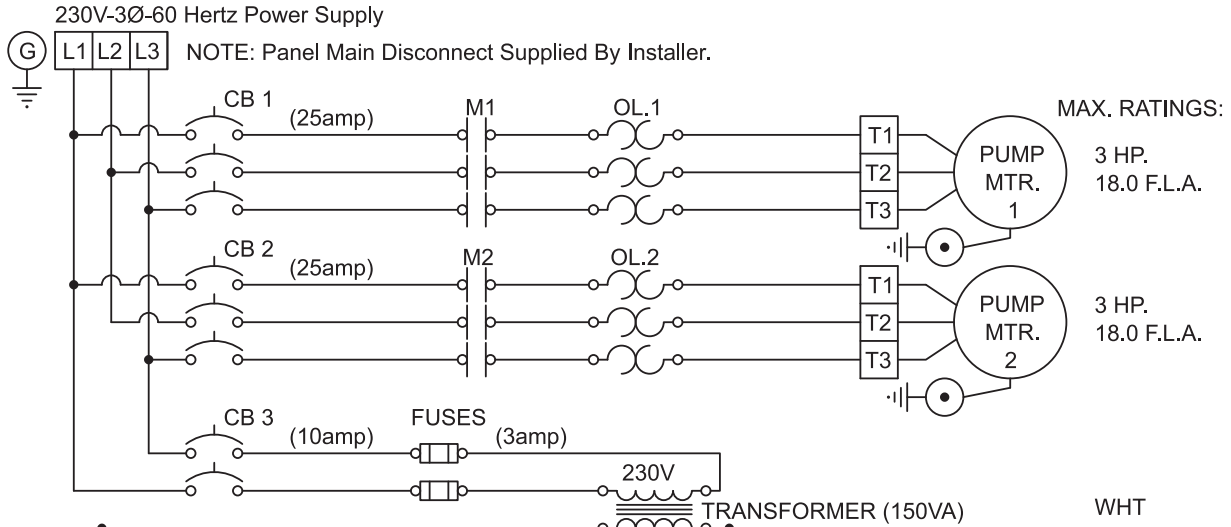 230V-3Ø-60 Hertz Power Supply
G L1 L2 L3 NOTE: Panel Main Disconnect Supplied By Installer.
CB 1 (25amp) M1 OL.1 MAX. RATINGS:
T1
T2
T3
PUMP
MTR.
1
3 HP.
18.0 F.L.A.
CB 2 (25amp) M2 OL.2
T1
T2
T3
PUMP
MTR.
2
3 HP.
18.0 F.L.A.
CB 3 (10amp) FUSES (3amp)
230V
TRANSFORMER (150VA) WHT